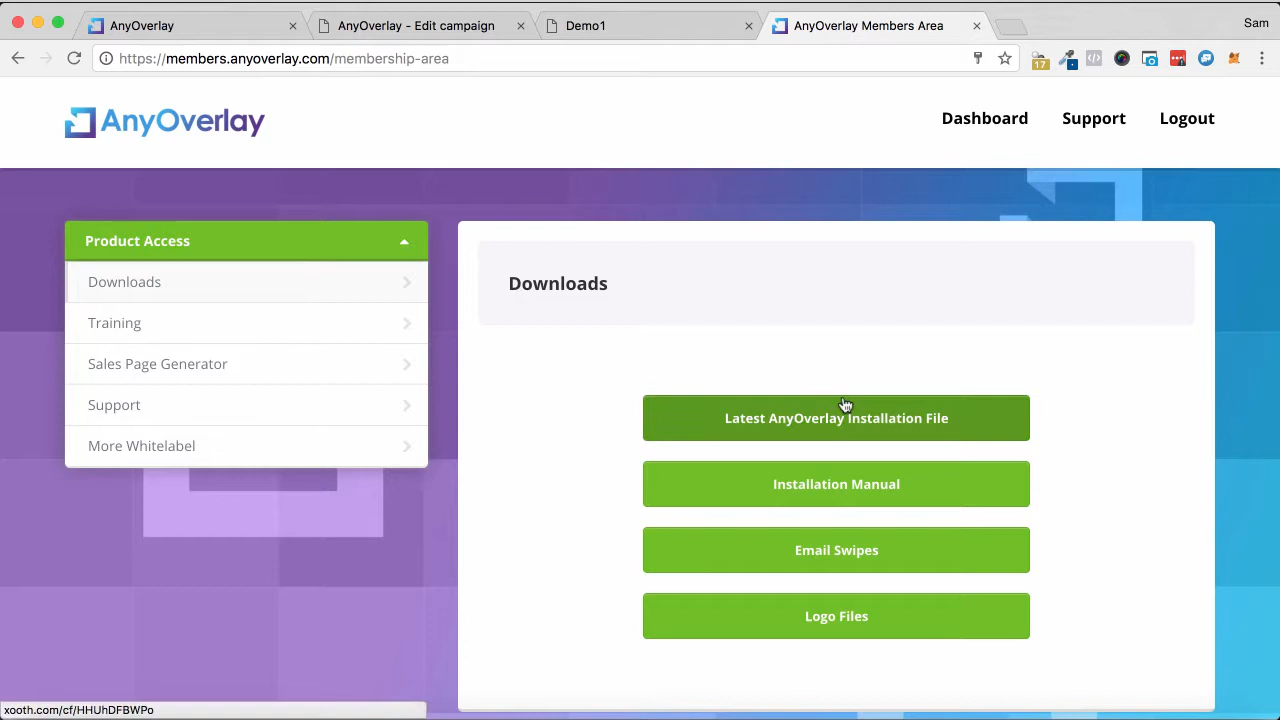 AnyOverlay
AnyOverlay - Edit campaign
Demo1
AnyOverlay Members Area
Sam
https://members.anyoverlay.com/membership-area
17
AnyOverlay
Dashboard
Support
Logout
Product Access
Downloads
Training
Sales Page Generator
Support
More Whitelabel
Downloads
Latest AnyOverlay Installation File
Installation Manual
Email Swipes
Logo Files
xooth.com/cf/HHUhDFBWPo